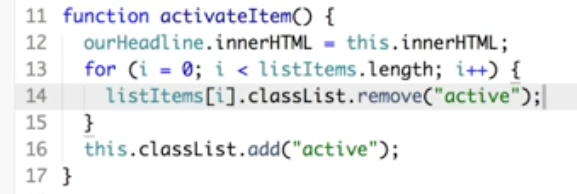 11 function activateItem() {
12   ourHeadline.innerHTML = this.innerHTML;
13   for (i = 0; i < listItems.length; i++) {
14     listItems[i].classList.remove("active");
15   }
16   this.classList.add("active");
17 }